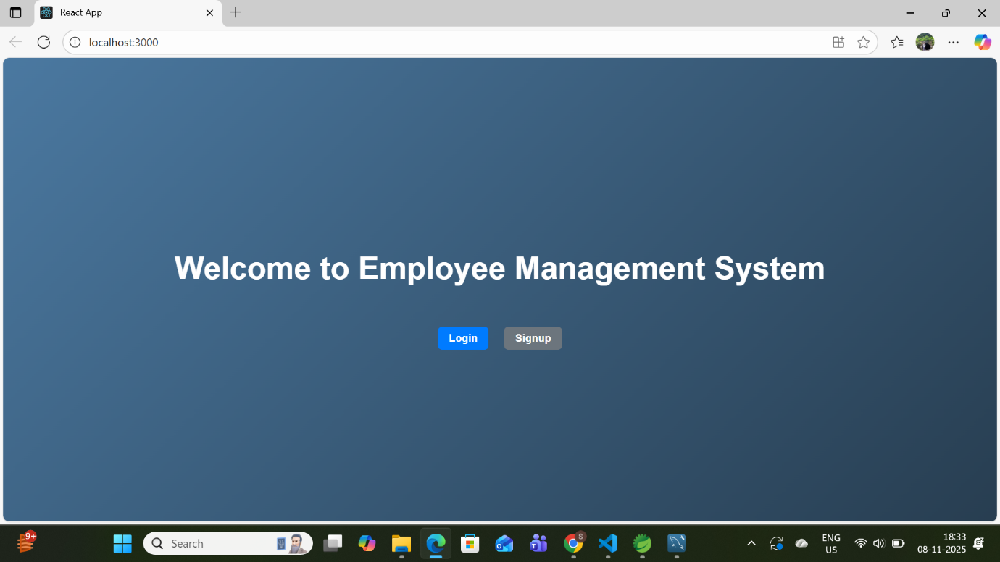 React App
localhost:3000
Welcome to Employee Management System
Login
Signup
9+
Search
S
ENG
US
18:33
08-11-2025